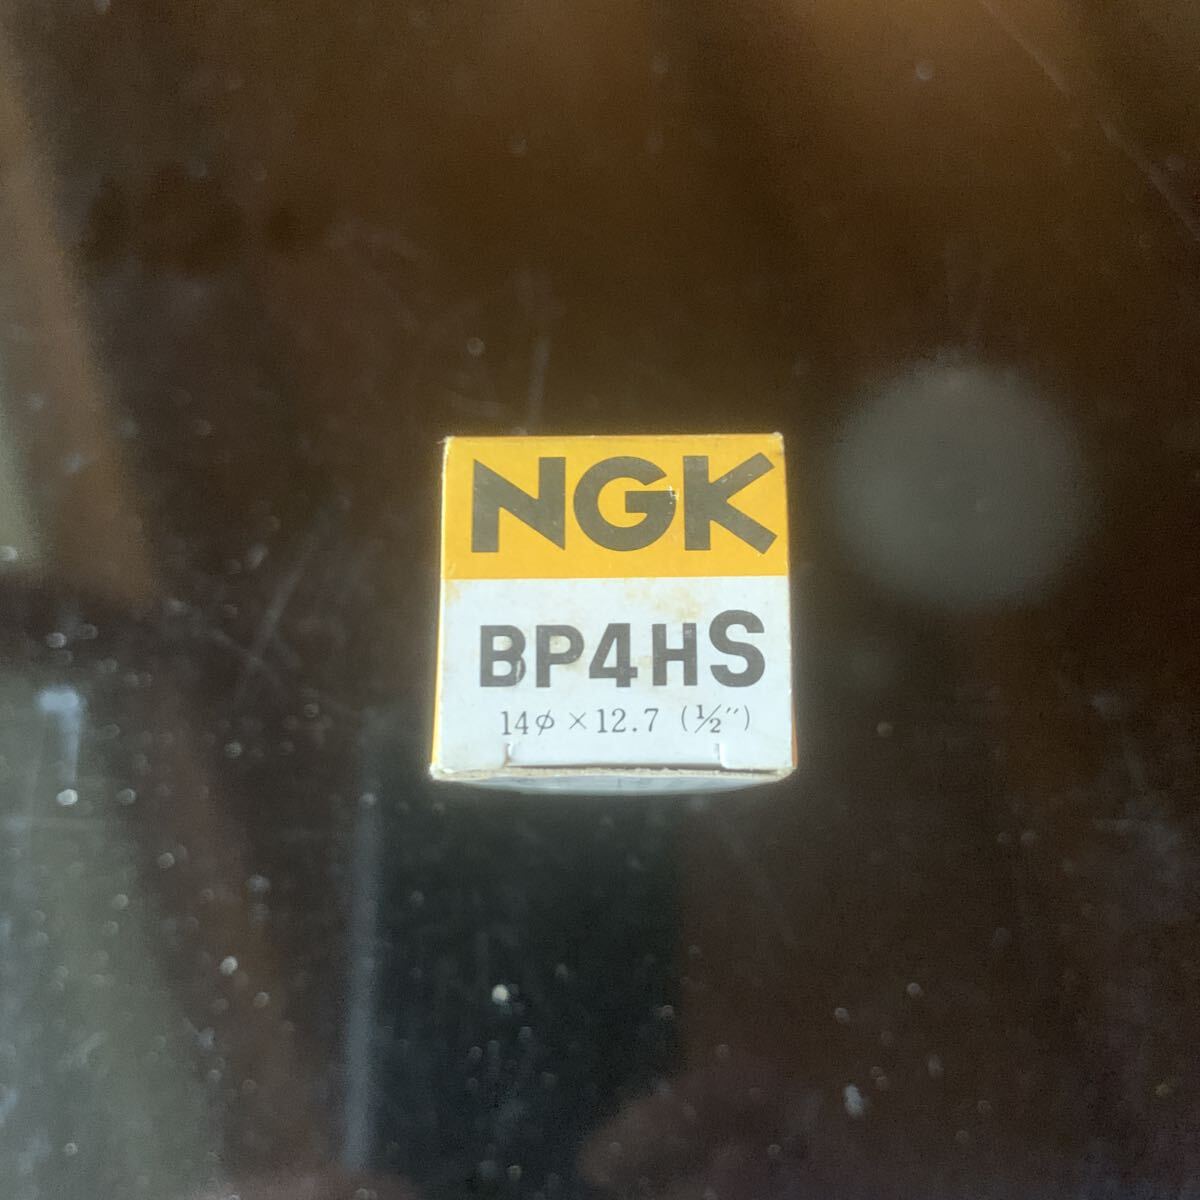 NGK
BP4HS
14φ × 12.7 (½")